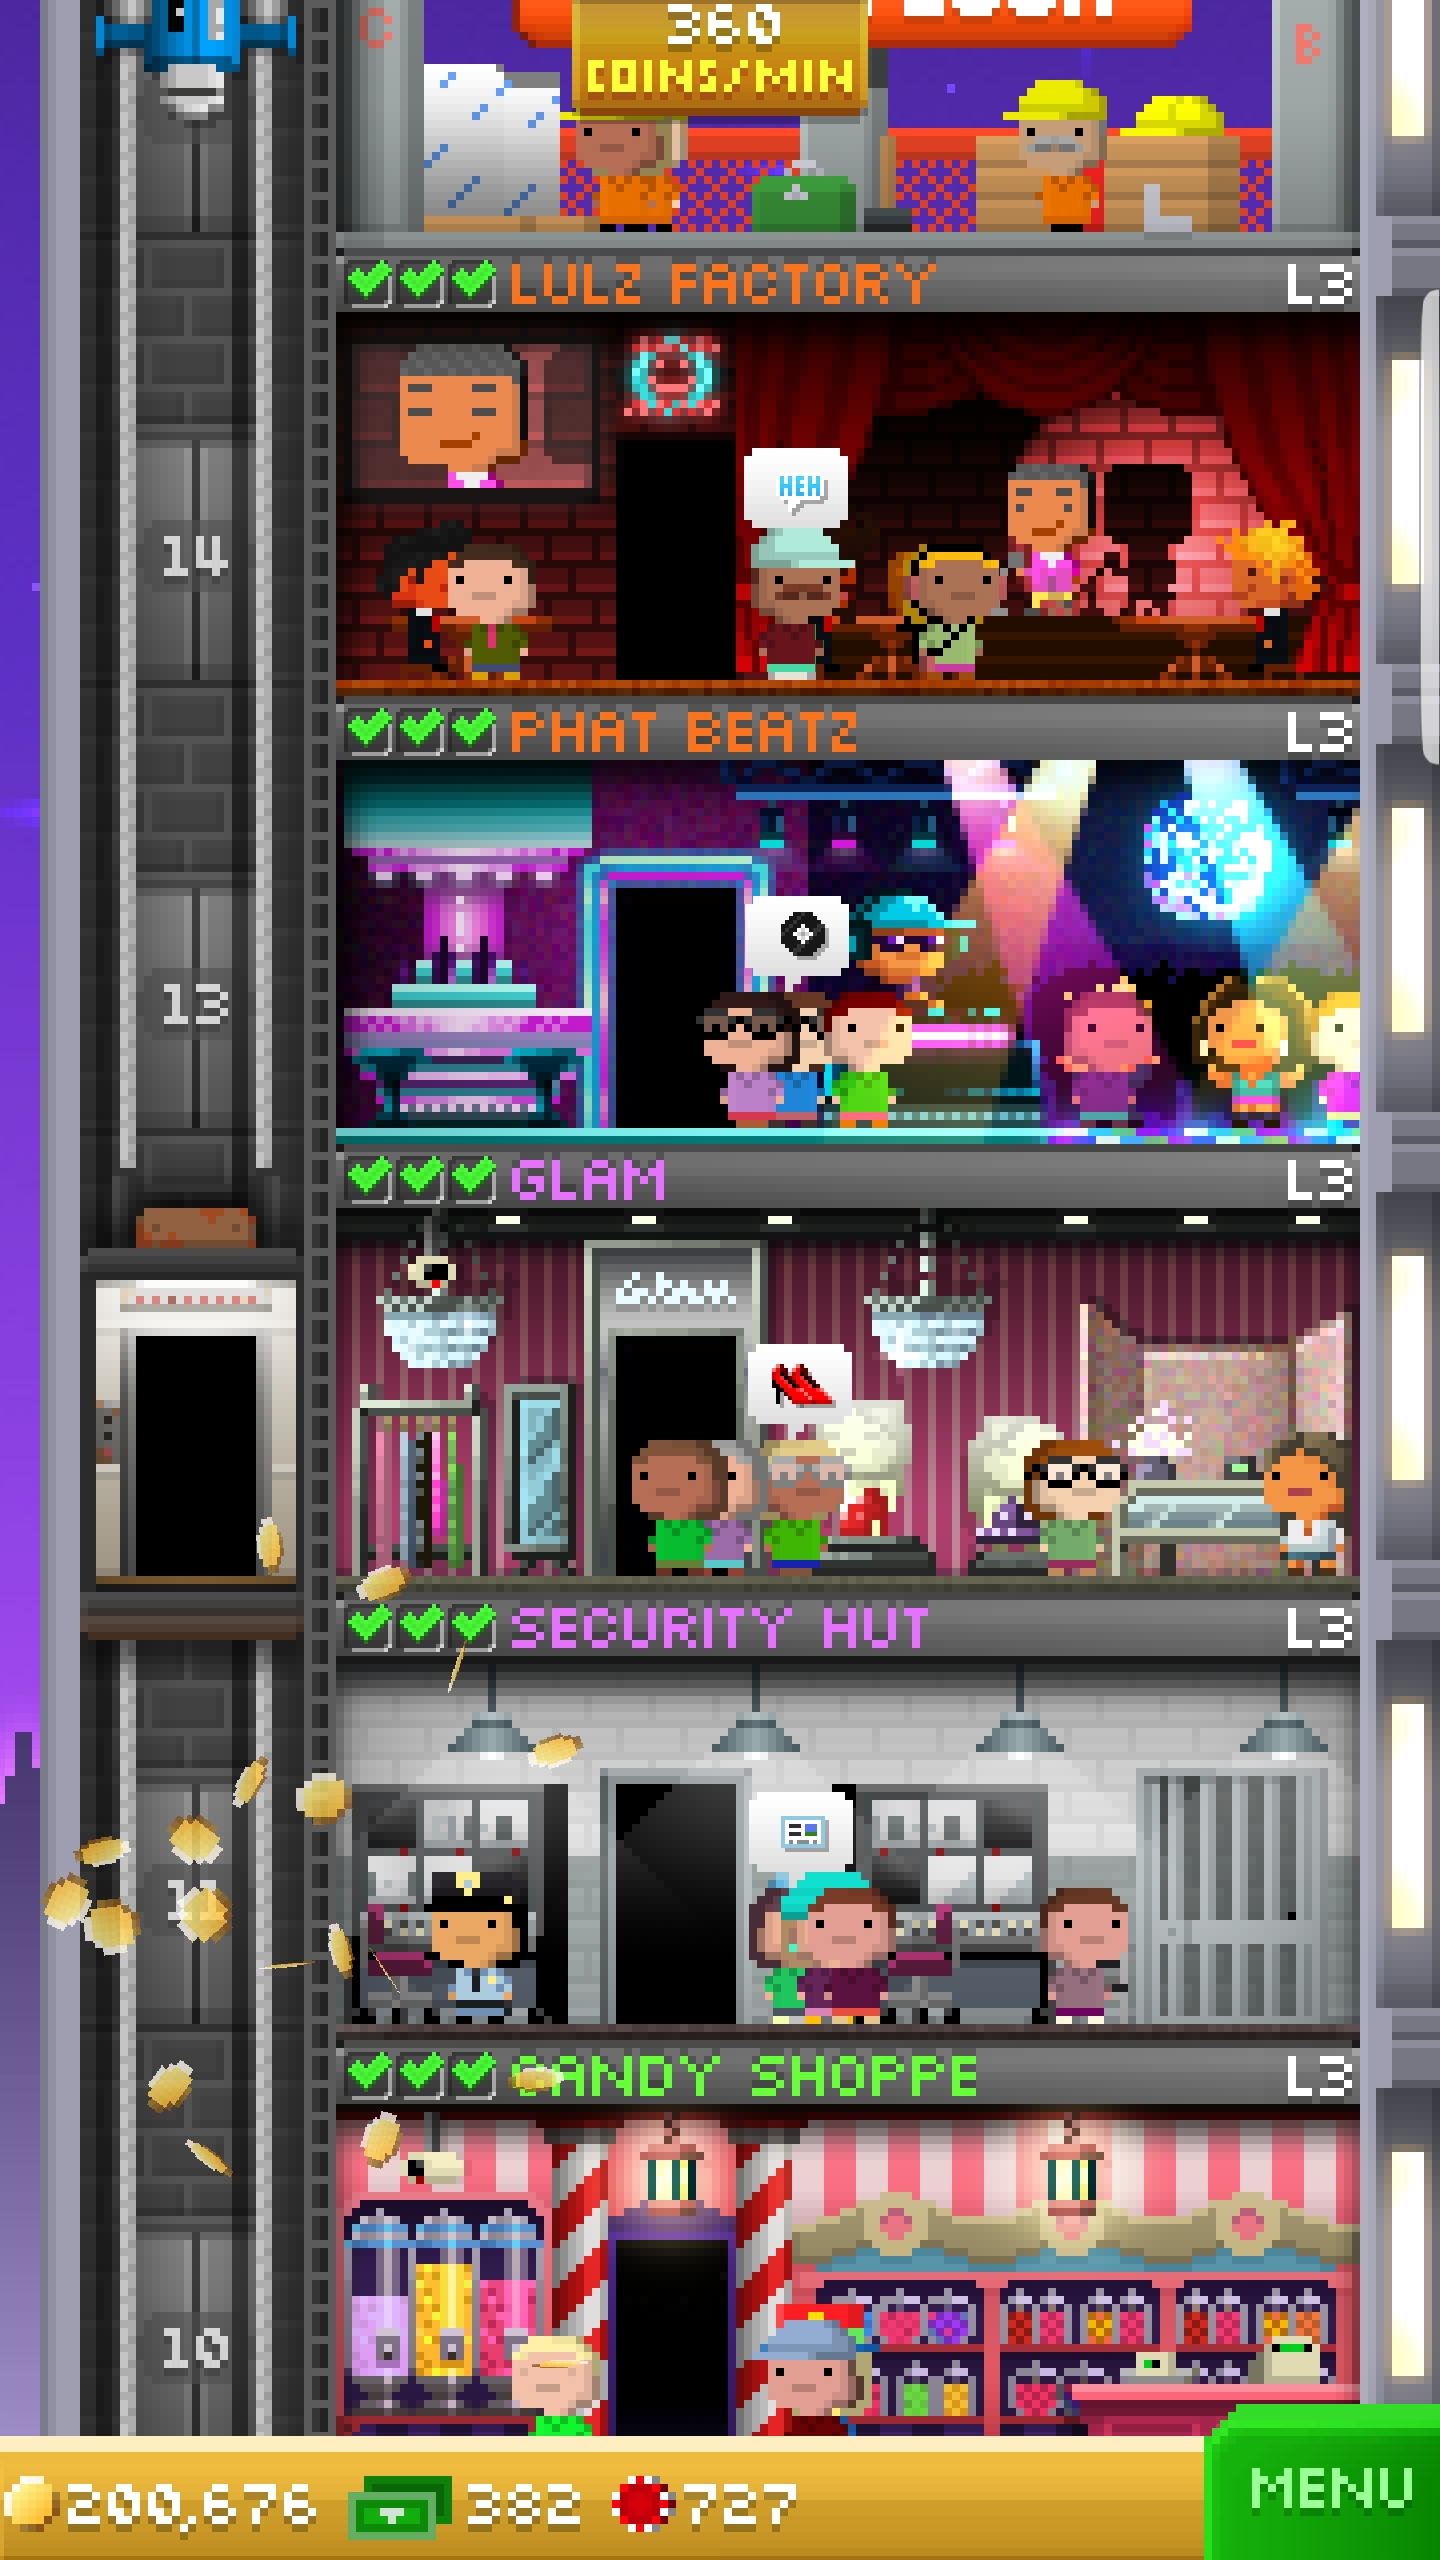 C
360
COINS/MIN
B
LULZ FACTORY L3
14
HEH
PHAT BEATZ L3
13
GLAM L3
Glam
SECURITY HUT L3
11
CANDY SHOPPE L3
10
200,676 382 727
MENU